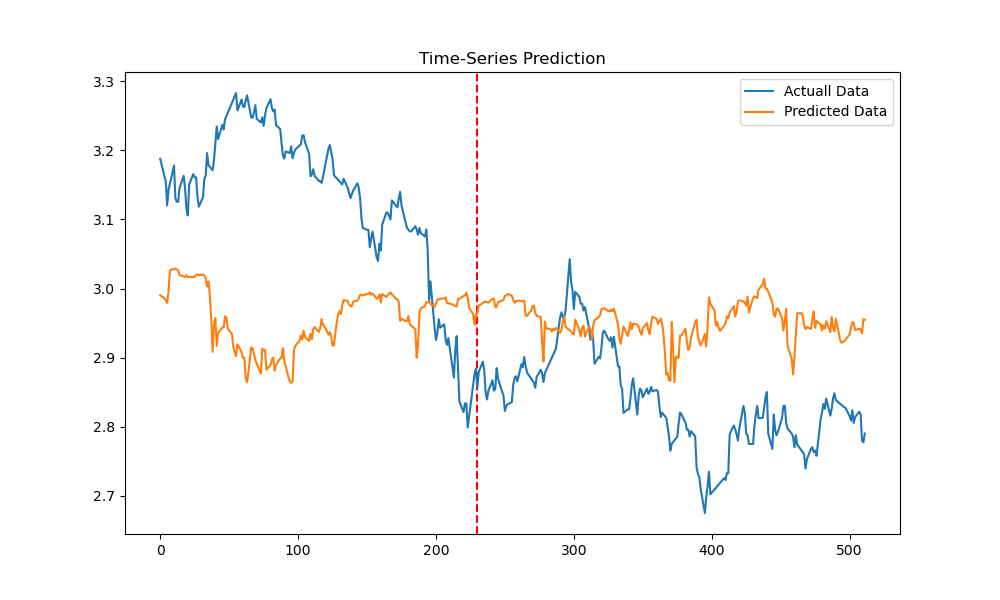 Time-Series Prediction
Actuall Data
Predicted Data
3.3
3.2
3.1
3.0
2.9
2.8
2.7
0 100 200 300 400 500